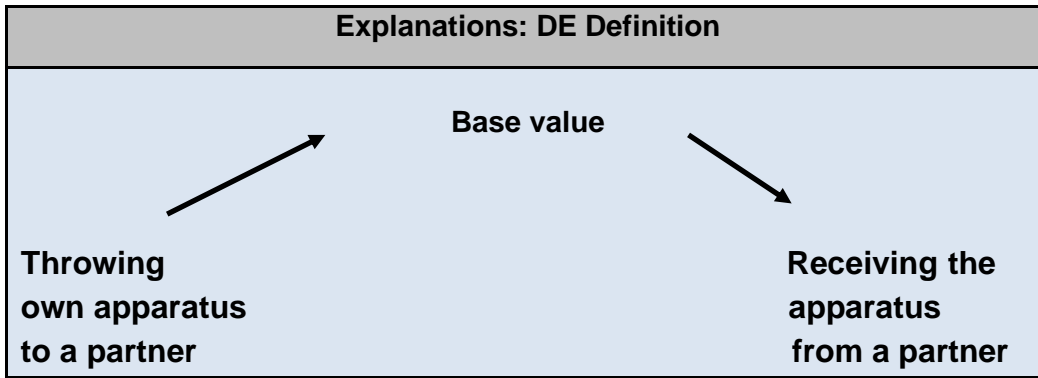 Explanations: DE Definition
Base value
Throwing
own apparatus
to a partner
Receiving the
apparatus
from a partner